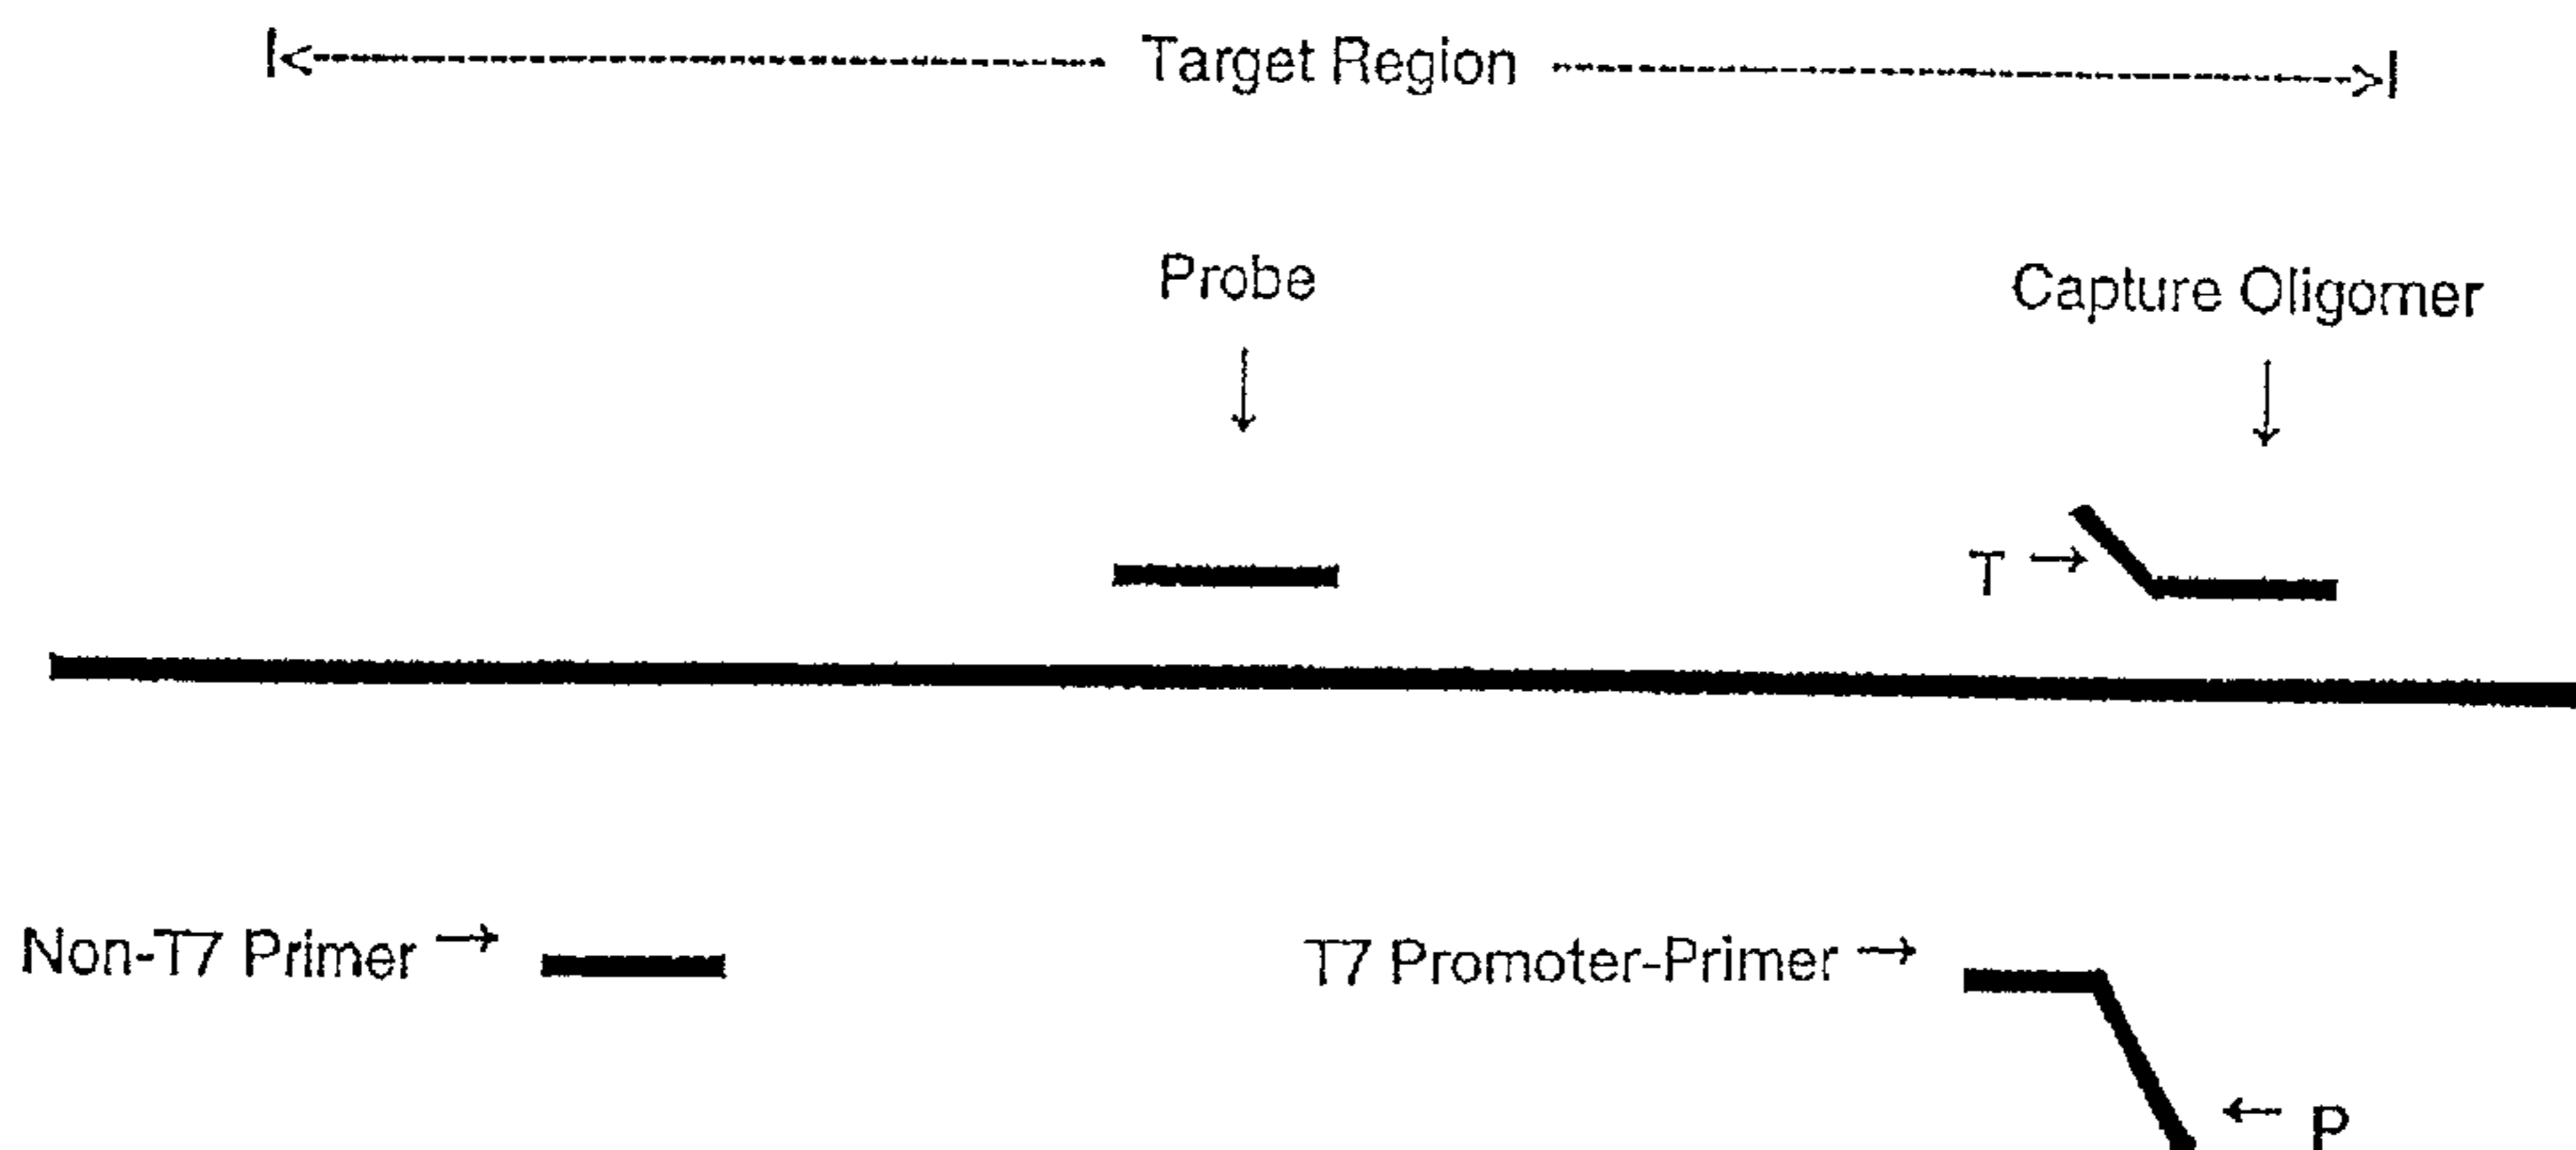 Target Region
Probe
Capture Oligomer
T
Non-T7 Primer
T7 Promoter-Primer
P